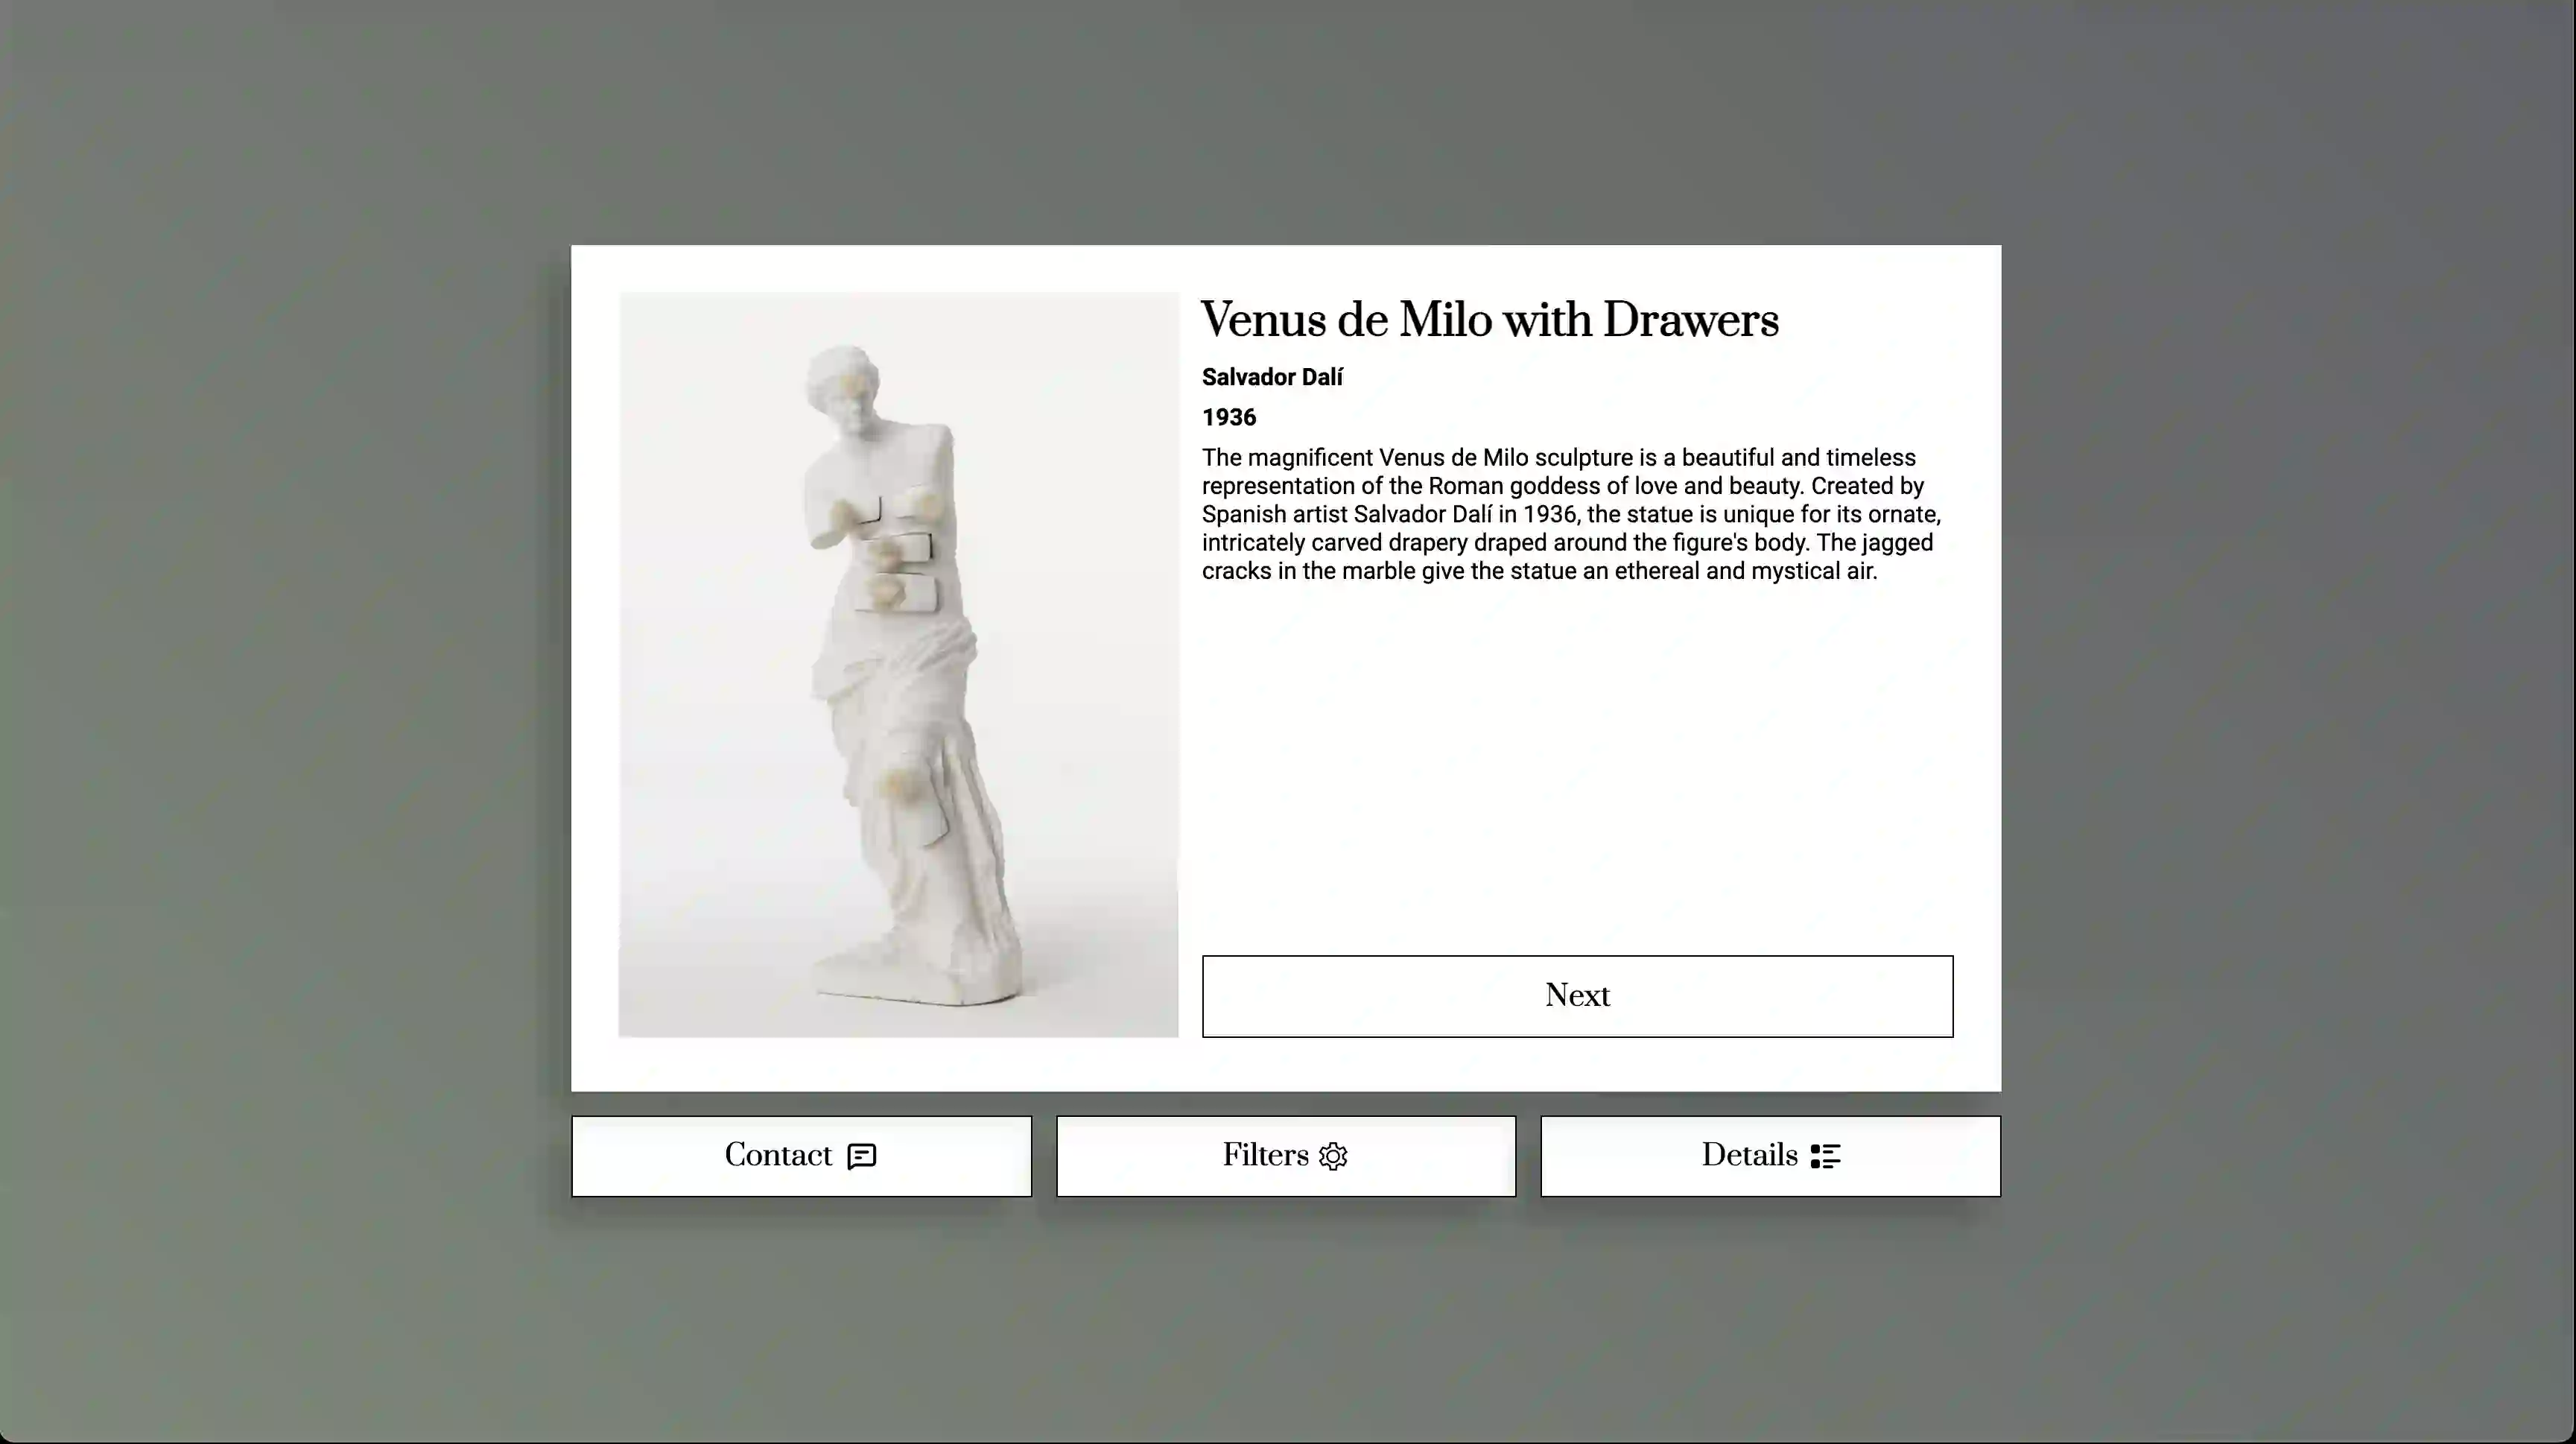 Venus de Milo with Drawers
Salvador Dalí
1936
The magnificent Venus de Milo sculpture is a beautiful and timeless
representation of the Roman goddess of love and beauty. Created by
Spanish artist Salvador Dalí in 1936, the statue is unique for its ornate,
intricately carved drapery draped around the figure's body. The jagged
cracks in the marble give the statue an ethereal and mystical air.
Next
Contact
Filters
Details